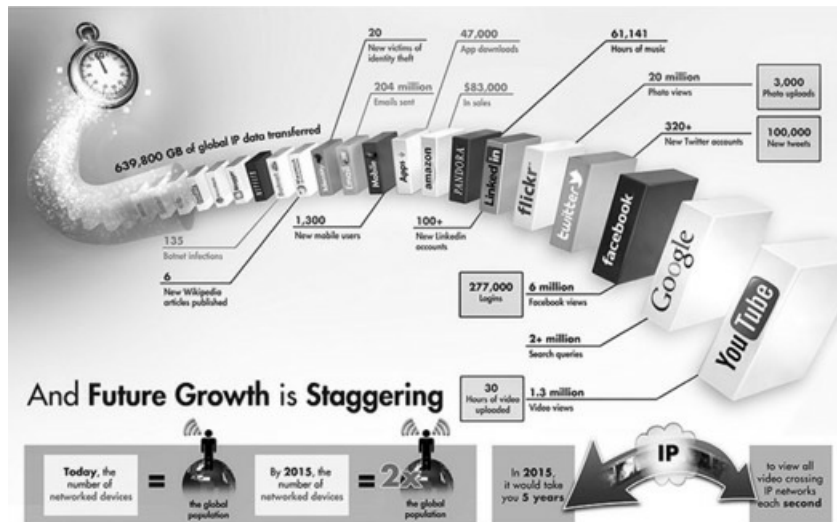 20
New victims of
identity theft
47,000
App downloads
61,141
Hours of music
204 million
Emails sent
$83,000
In sales
20 million
Photo views
3,000
Photo uploads
320+
New Twitter accounts
100,000
New tweets
639,800 GB of global IP data transferred
Mobile
Apps
amazon
PANDORA
Linked in
flickr
twitter
facebook
Google
You Tube
135
Botnet infections
6
New Wikipedia
articles published
1,300
New mobile users
100+
New Linkedin
accounts
277,000
Logins
6 million
Facebook views
2+ million
Search queries
30
Hours of video
uploaded
1.3 million
Video views
And Future Growth is Staggering
Today, the
number of
networked devices
=
the global
population
By 2015, the
number of
networked devices
=
2x
the global
population
In 2015,
it would take
you 5 years
IP
to view all
video crossing
IP networks
each second